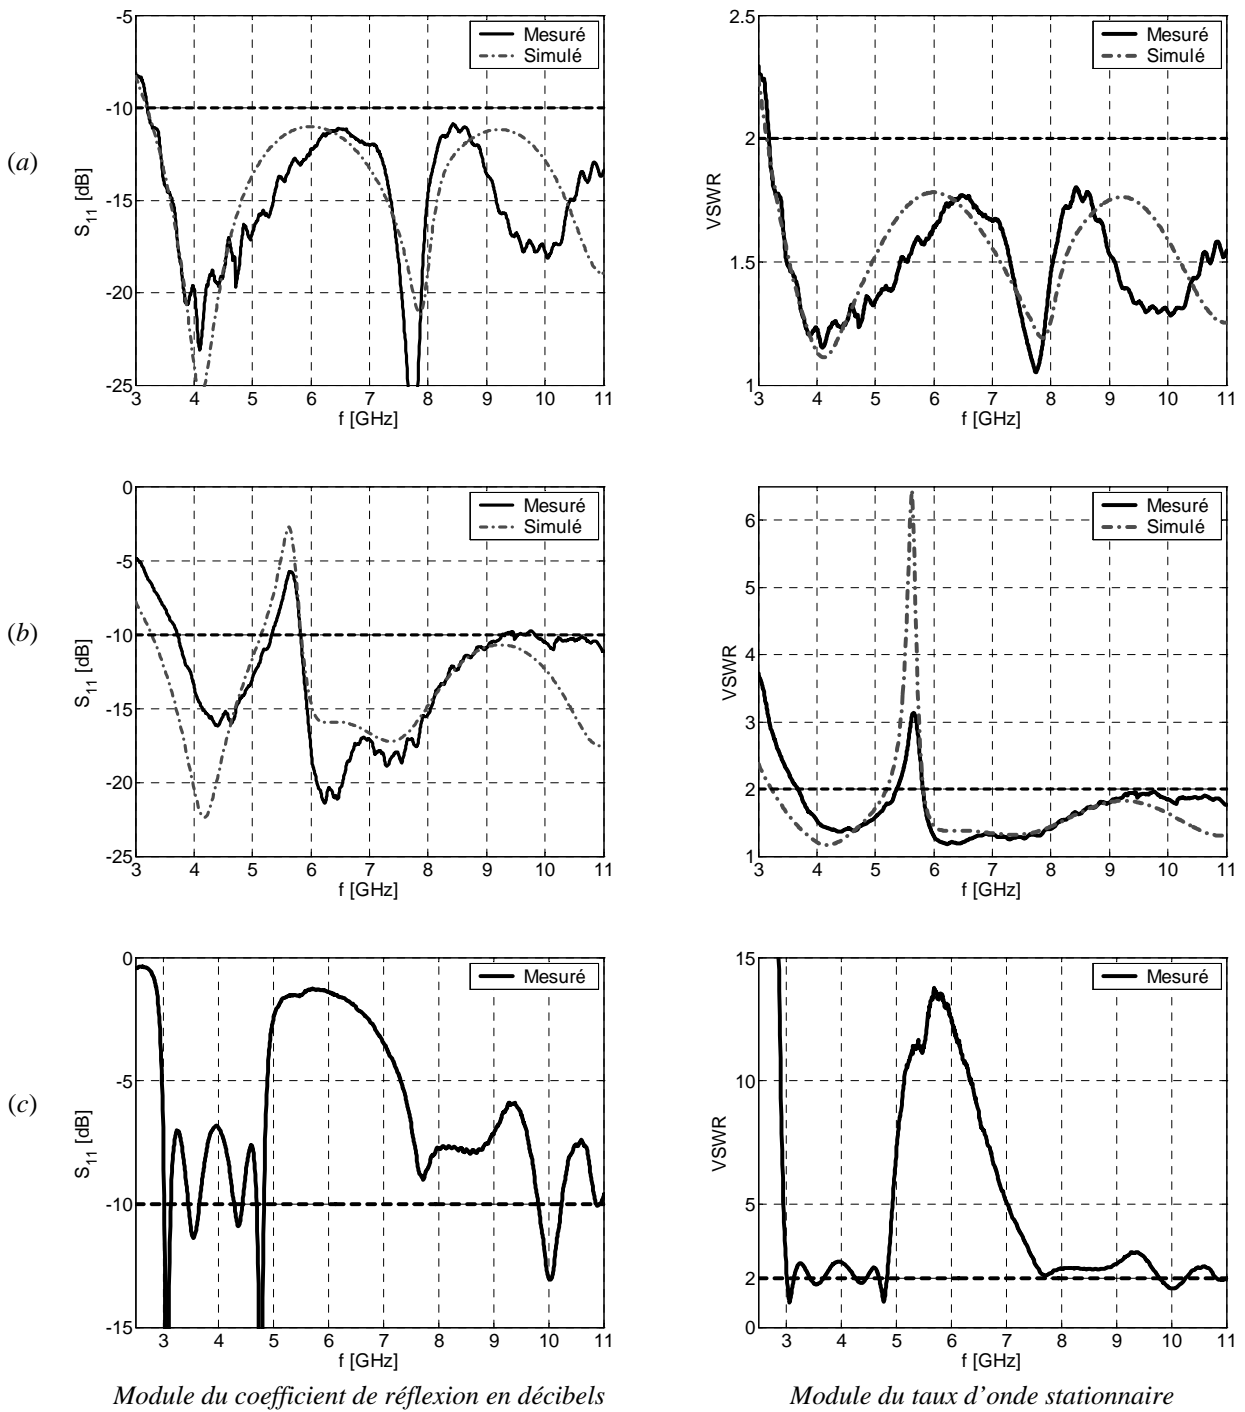 -5
-10
-15
-20
-25
3 4 5 6 7 8 9 10 11
S11 [dB]
f [GHz]
Mesuré
Simulé
(a)
2.5
2
1.5
1
3 4 5 6 7 8 9 10 11
VSWR
f [GHz]
Mesuré
Simulé
0
-5
-10
-15
-20
-25
3 4 5 6 7 8 9 10 11
S11 [dB]
f [GHz]
Mesuré
Simulé
(b)
6
5
4
3
2
1
3 4 5 6 7 8 9 10 11
VSWR
f [GHz]
Mesuré
Simulé
0
-5
-10
-15
3 4 5 6 7 8 9 10 11
S11 [dB]
f [GHz]
Mesuré
(c)
15
10
5
2
0
3 4 5 6 7 8 9 10 11
VSWR
f [GHz]
Mesuré
Module du coefficient de réflexion en décibels
Module du taux d'onde stationnaire